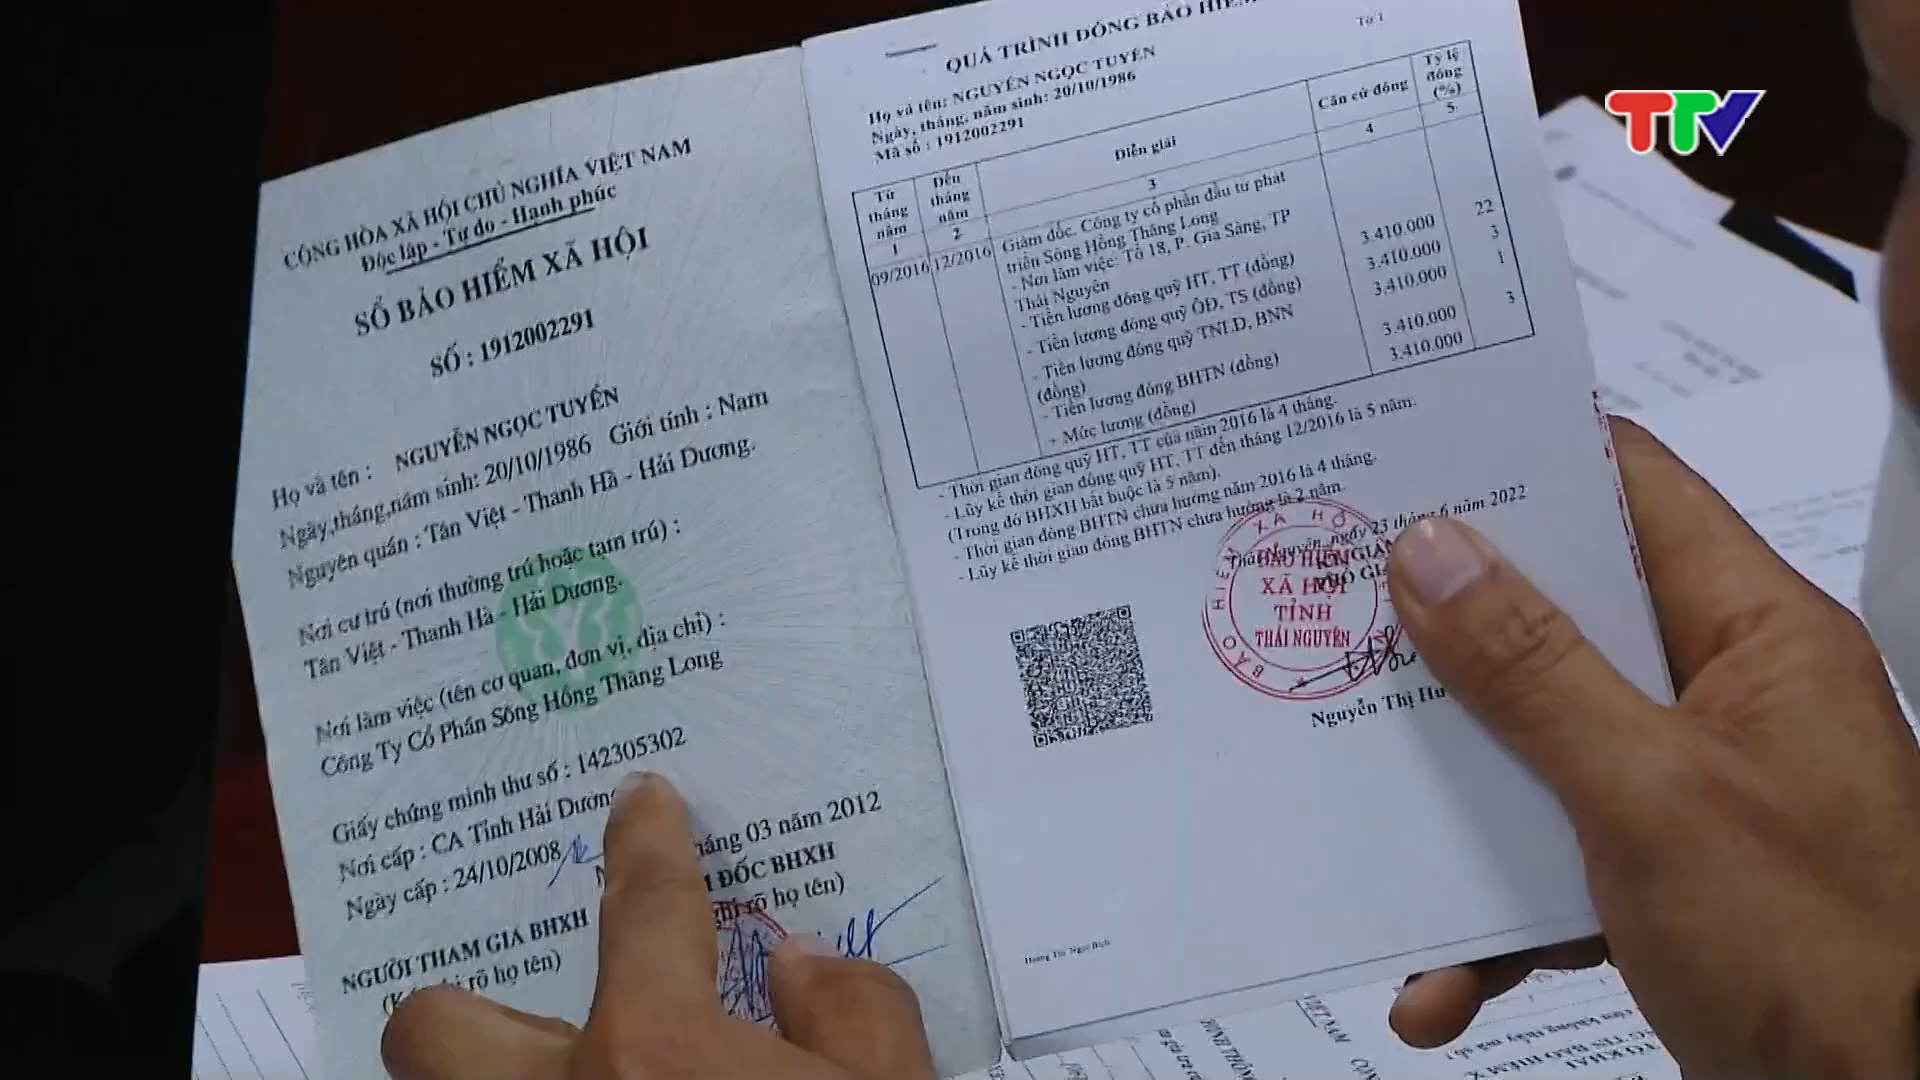 CỘNG HÒA XÃ HỘI CHỦ NGHĨA VIỆT NAM
Độc lập - Tự do - Hạnh phúc
SỔ BẢO HIỂM XÃ HỘI
SỐ : 1912002291
Họ và tên : NGUYỄN NGỌC TUYỂN
Ngày,tháng,năm sinh: 20/10/1986 Giới tính : Nam
Nguyên quán : Tân Việt - Thanh Hà - Hải Dương.
Nơi cư trú (nơi thường trú hoặc tạm trú) :
Tân Việt - Thanh Hà - Hải Dương.
Nơi làm việc (tên cơ quan, đơn vị, địa chỉ) :
Công Ty Cổ Phần Sông Hồng Thăng Long
Giấy chứng minh thư số : 142305302
Nơi cấp : CA Tỉnh Hải Dương
Ngày cấp : 24/10/2008
tháng 03 năm 2012
ĐỐC BHXH
rõ họ tên)
NGƯỜI THAM GIA BHXH
rõ họ tên)
QUÁ TRÌNH ĐÓNG BẢO HIỂM
Tờ 1
Họ và tên: NGUYỄN NGỌC TUYỂN
Ngày, tháng, năm sinh: 20/10/1986
Mã số : 1912002291
Từ tháng năm
Đến tháng năm
Diễn giải
Căn cứ đóng
Tỷ lệ đóng (%)
1 2 3 4 5
09/2016 12/2016 Giám đốc. Công ty cổ phần đầu tư phát
triển Sông Hồng Thăng Long
- Nơi làm việc: Tổ 18, P. Gia Sàng, TP
Thái Nguyên
- Tiền lương đóng quỹ HT, TT (đồng) 3.410.000 22
- Tiền lương đóng quỹ ÔĐ, TS (đồng) 3.410.000 3
- Tiền lương đóng quỹ TNLĐ, BNN 3.410.000 1
(đồng)
- Tiền lương đóng BHTN (đồng) 3.410.000 3
+ Mức lương (đồng) 3.410.000
- Thời gian đóng quỹ HT, TT của năm 2016 là 4 tháng.
- Lũy kế thời gian đóng quỹ HT, TT đến tháng 12/2016 là 5 năm.
(Trong đó BHXH bắt buộc là 5 năm).
- Thời gian đóng BHTN chưa hưởng năm 2016 là 4 tháng.
- Lũy kế thời gian đóng BHTN chưa hưởng là 2 năm.
Thái Nguyên, ngày 23 tháng 6 năm 2022
BẢO HIỂM
XÃ HỘI
TỈNH
THÁI NGUYÊN
BẢO HIỂM XÃ HỘI
Nguyễn Thị
TTV